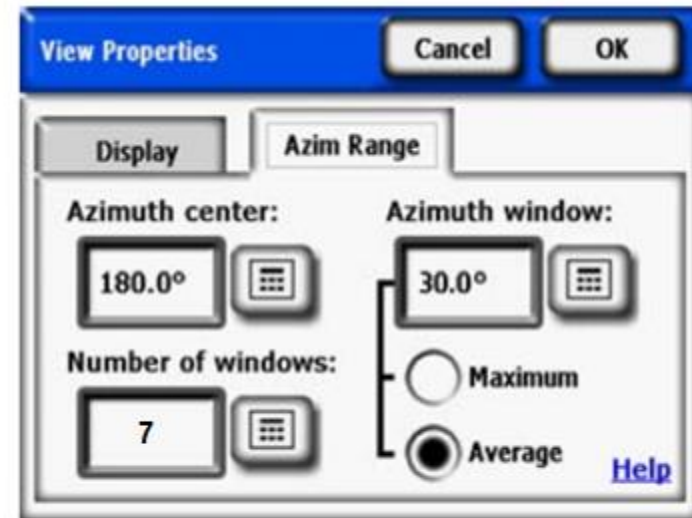 View Properties Cancel OK
Display Azim Range
Azimuth center: Azimuth window:
180.0° 30.0°
Number of windows: Maximum
7 Average Help